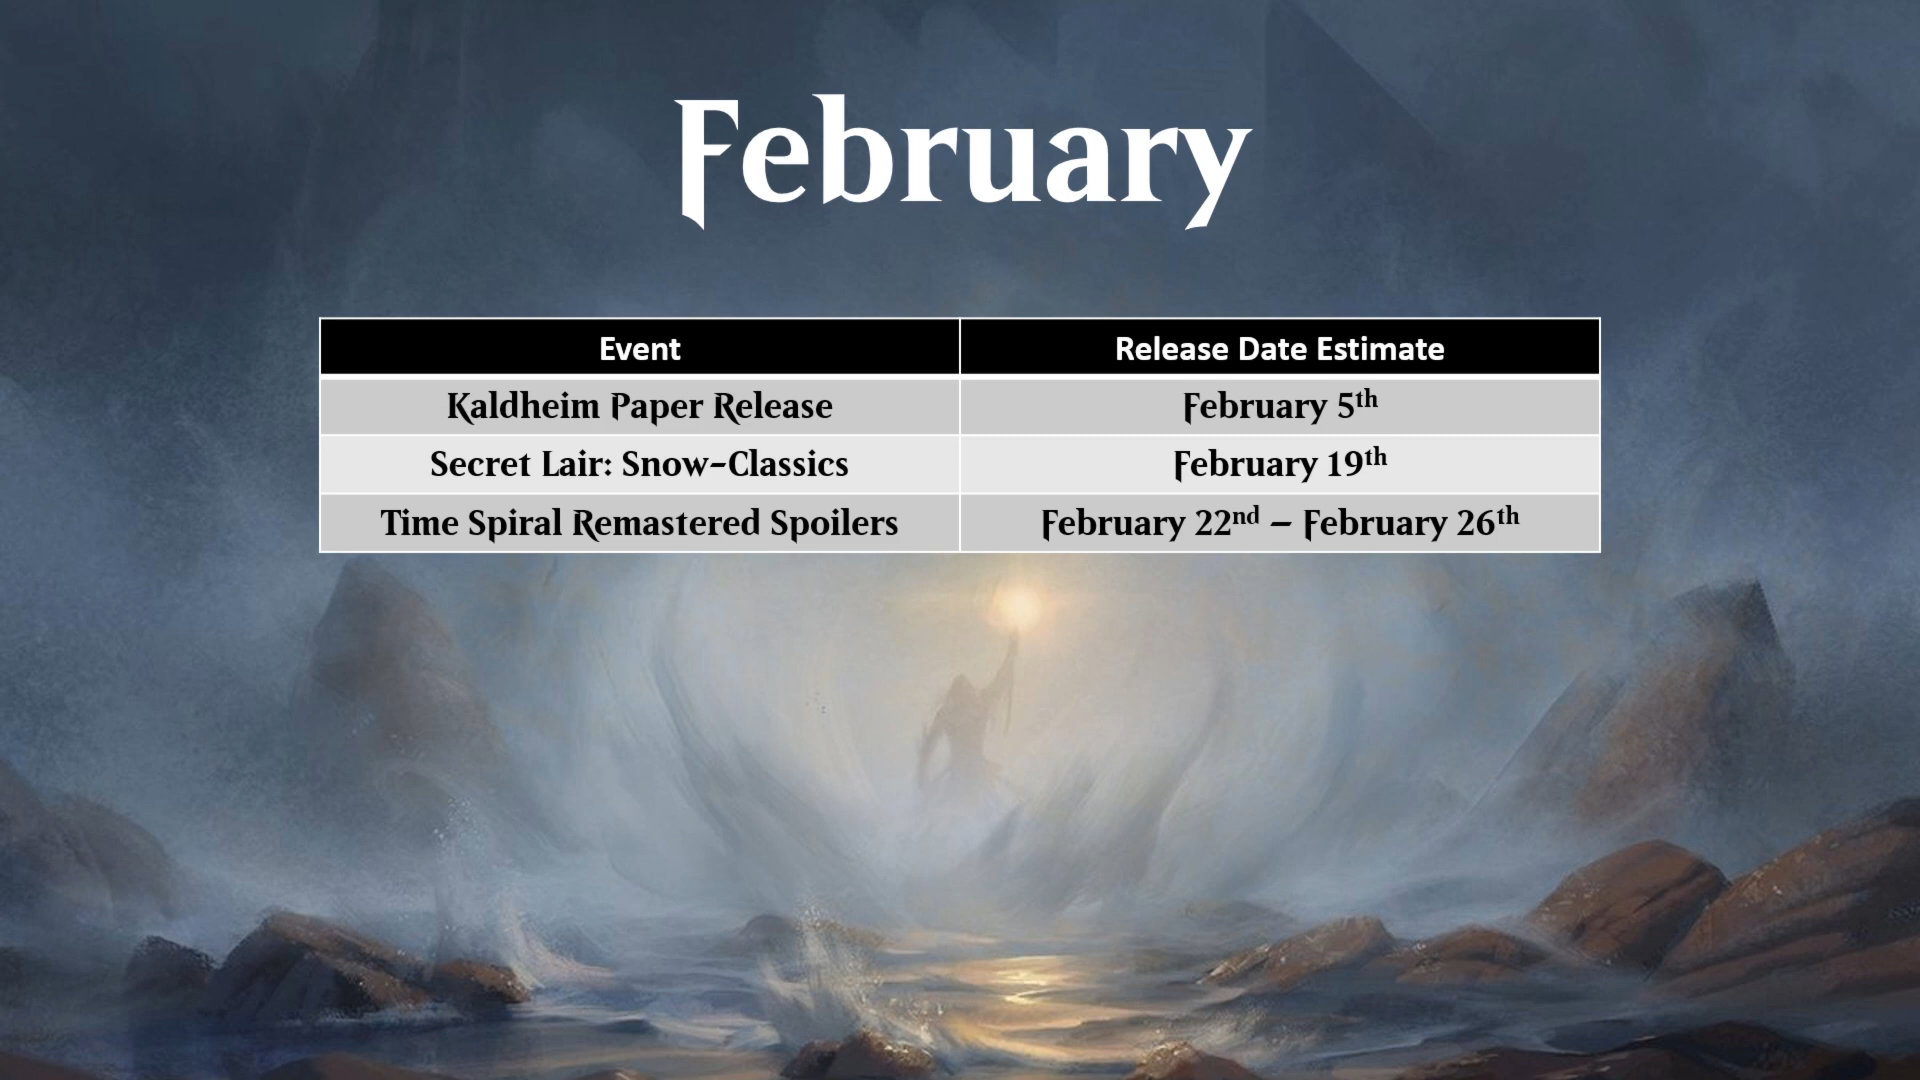 February
Event Release Date Estimate
Kaldheim Paper Release February 5th
Secret Lair: Snow-Classics February 19th
Time Spiral Remastered Spoilers February 22nd – February 26th